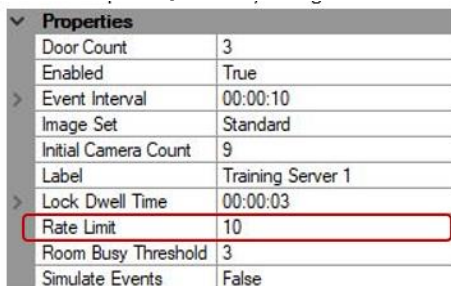 Properties
Door Count 3
Enabled True
Event Interval 00:00:10
Image Set Standard
Initial Camera Count 9
Label Training Server 1
Lock Dwell Time 00:00:03
Rate Limit 10
Room Busy Threshold 3
Simulate Events False